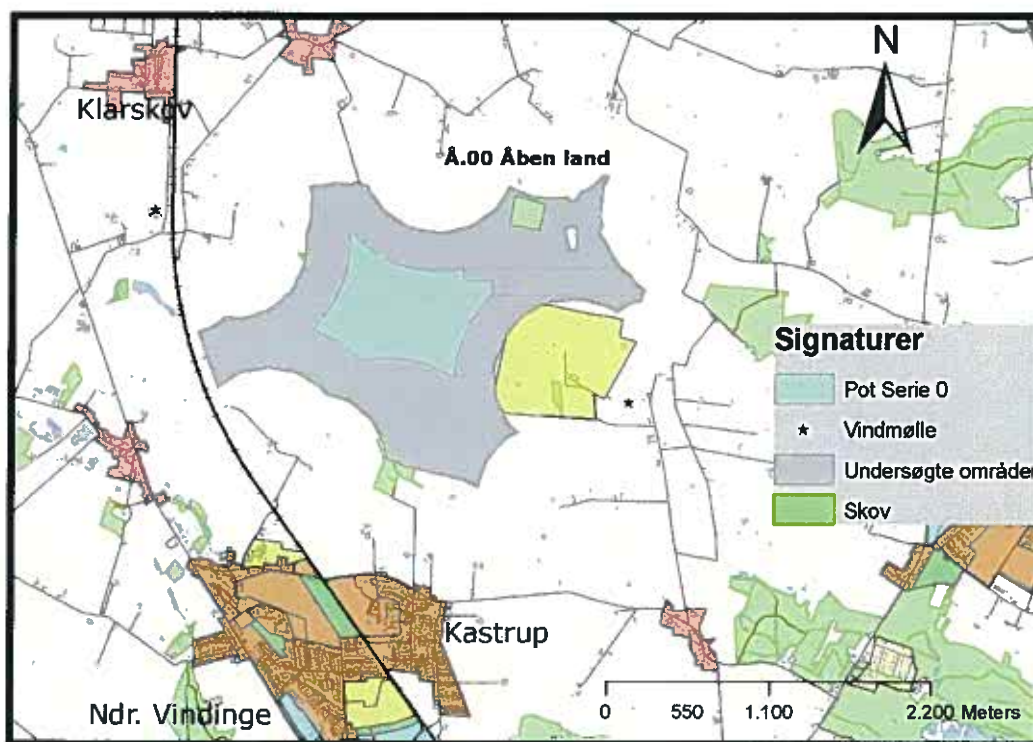 N
Klarskov
Å.00 Åben land
Signaturer
Pot Serie 0
Vindmølle
Undersøgte områder
Skov
Kastrup
Ndr. Vindinge
0 550 1.100 2.200 Meters